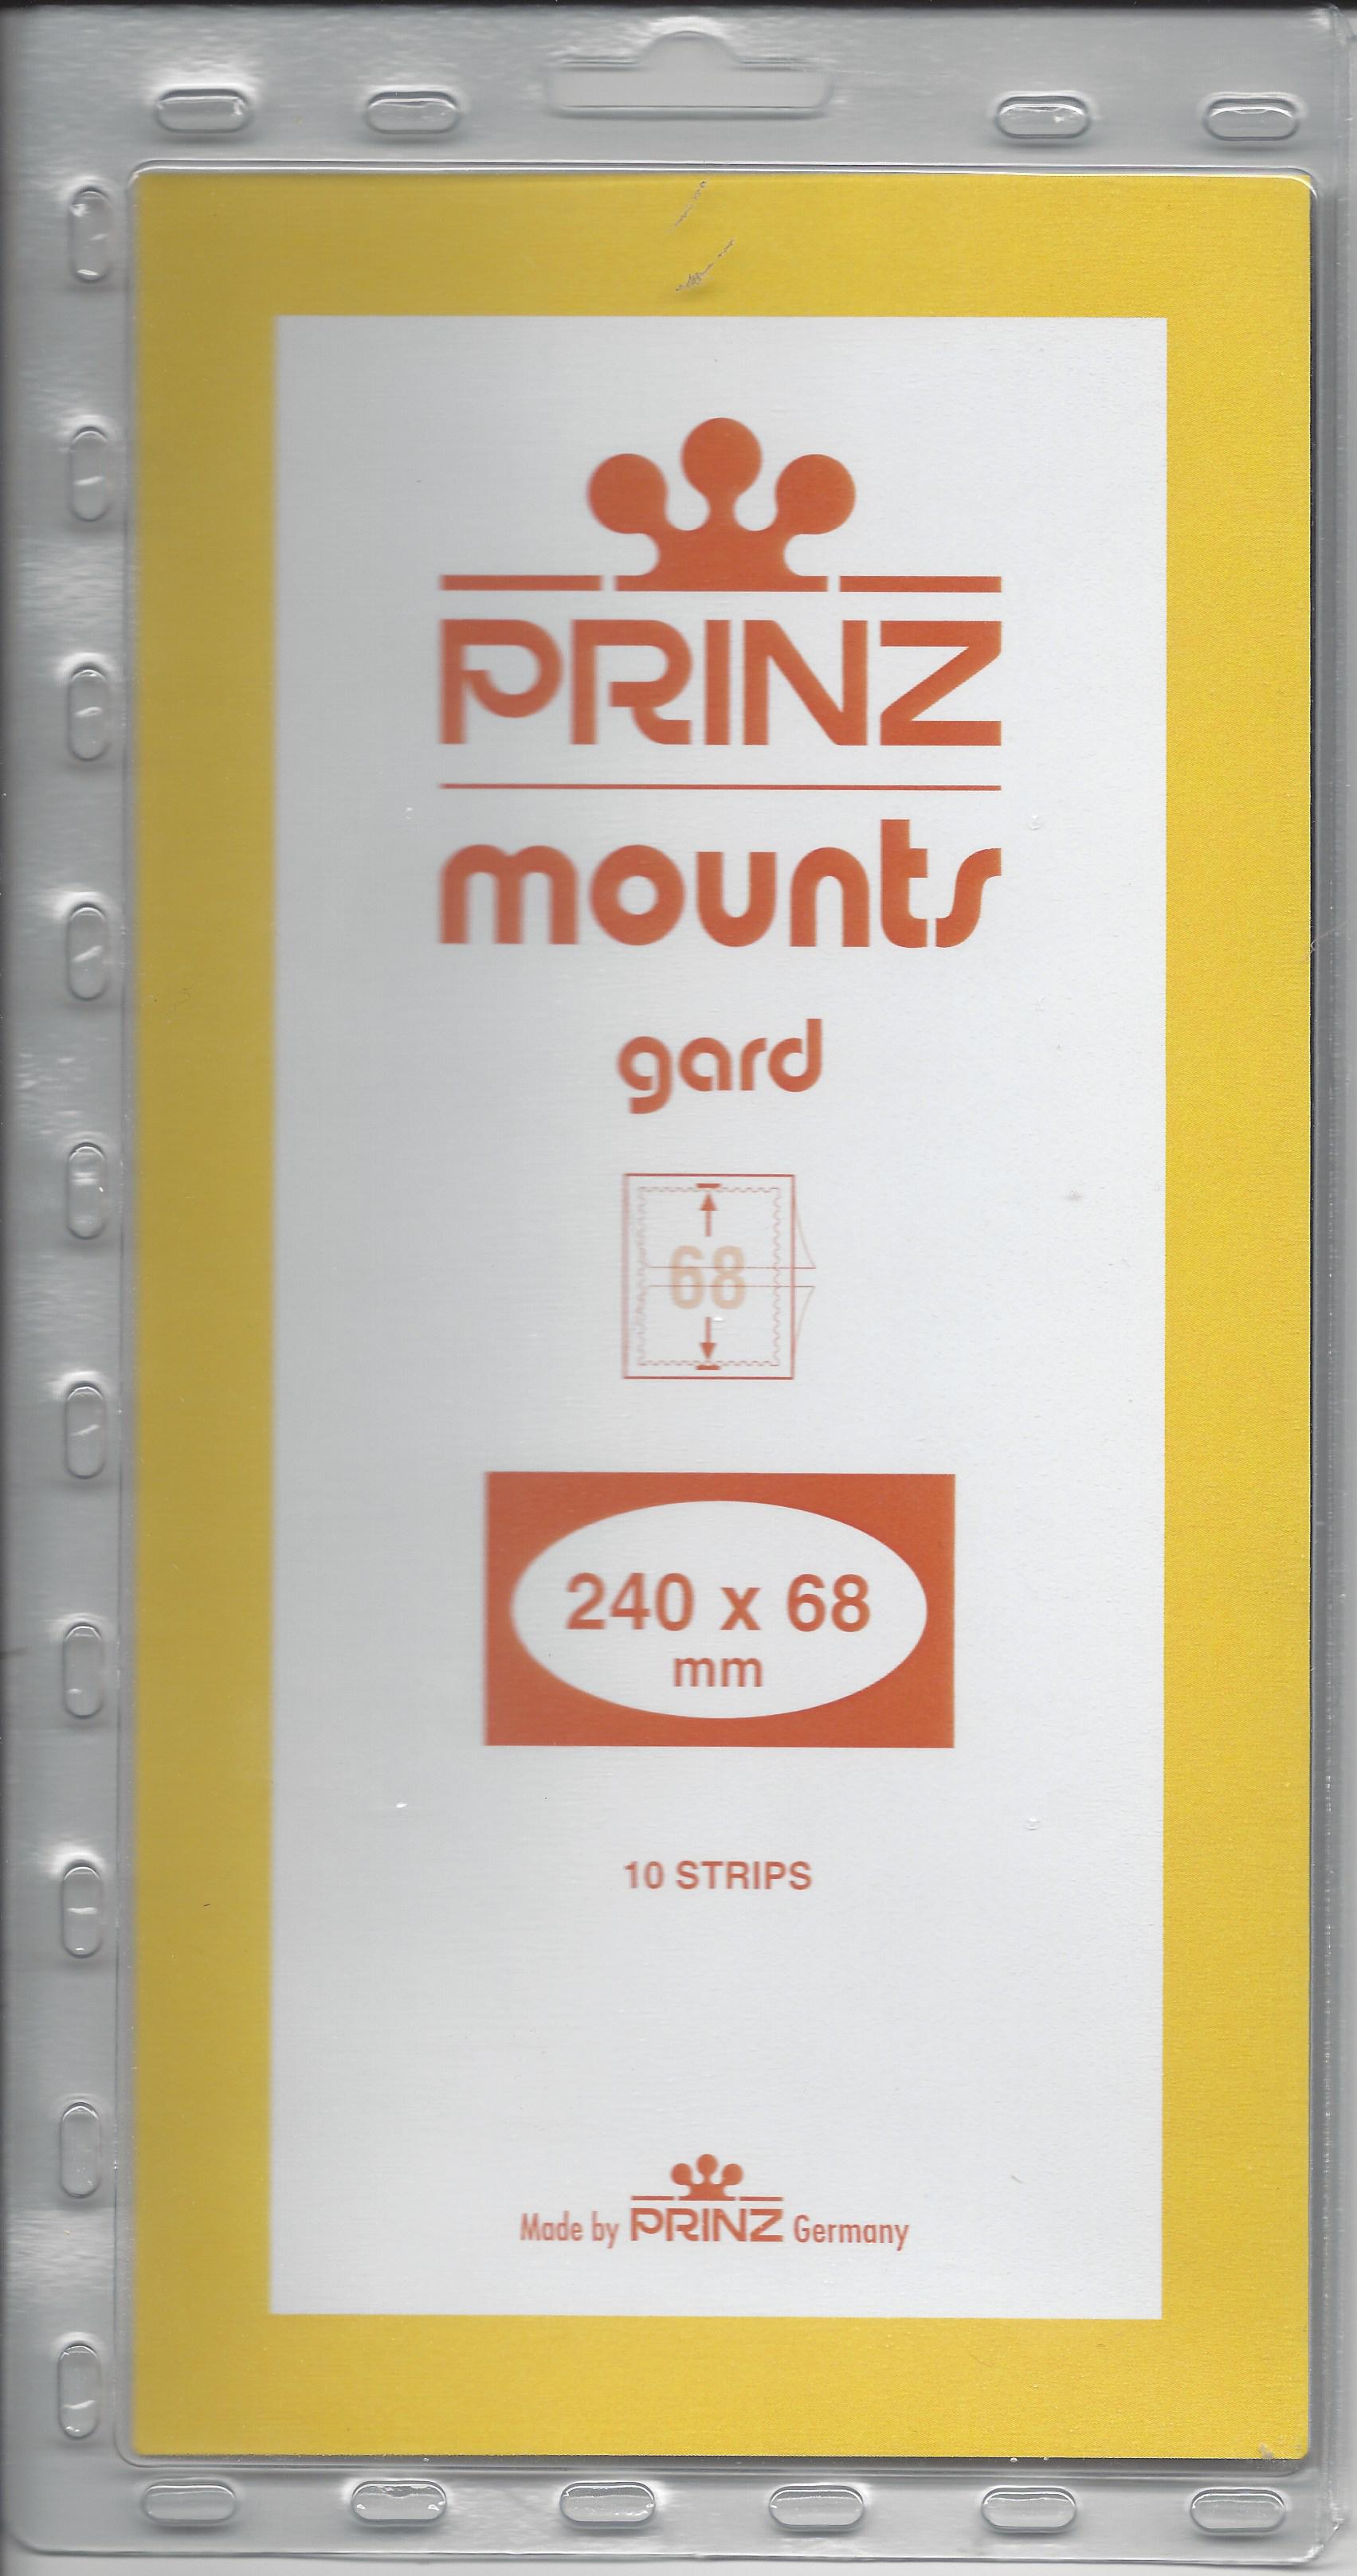 PRINZ
mounts
gard
68
240 x 68
mm
10 STRIPS
Made by PRINZ Germany